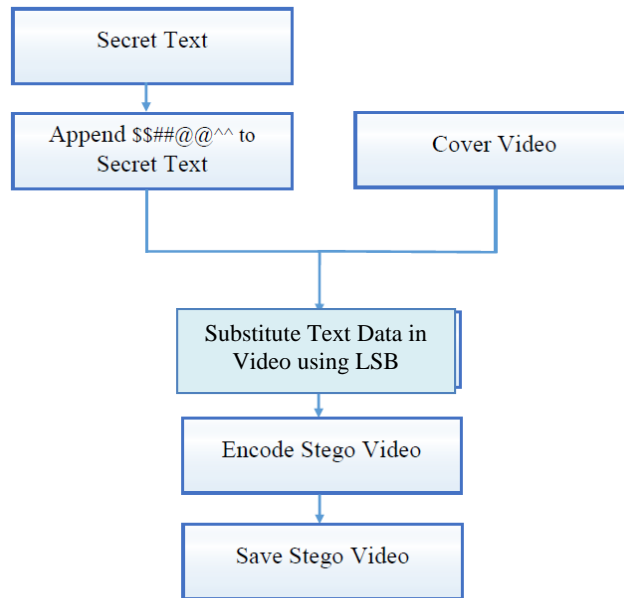 Secret Text
Append $$##@@^^ to
Secret Text
Cover Video
Substitute Text Data in
Video using LSB
Encode Stego Video
Save Stego Video